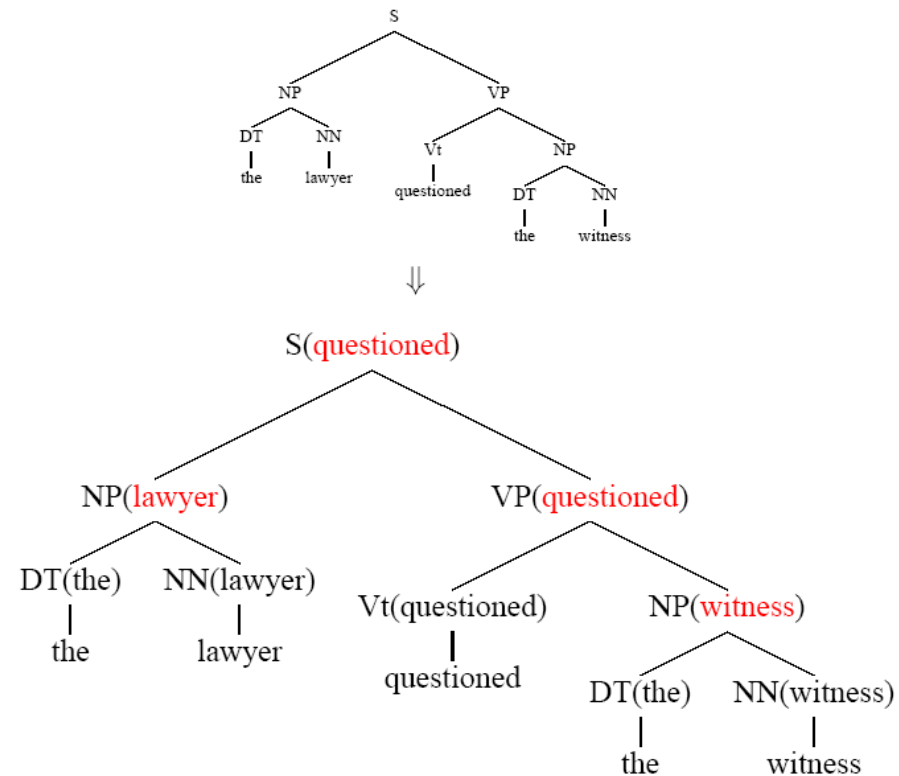 S
NP VP
DT NN Vt NP
the lawyer questioned DT NN
the witness
⇓
S(questioned)
NP(lawyer) VP(questioned)
DT(the) NN(lawyer) Vt(questioned) NP(witness)
the lawyer questioned DT(the) NN(witness)
the witness